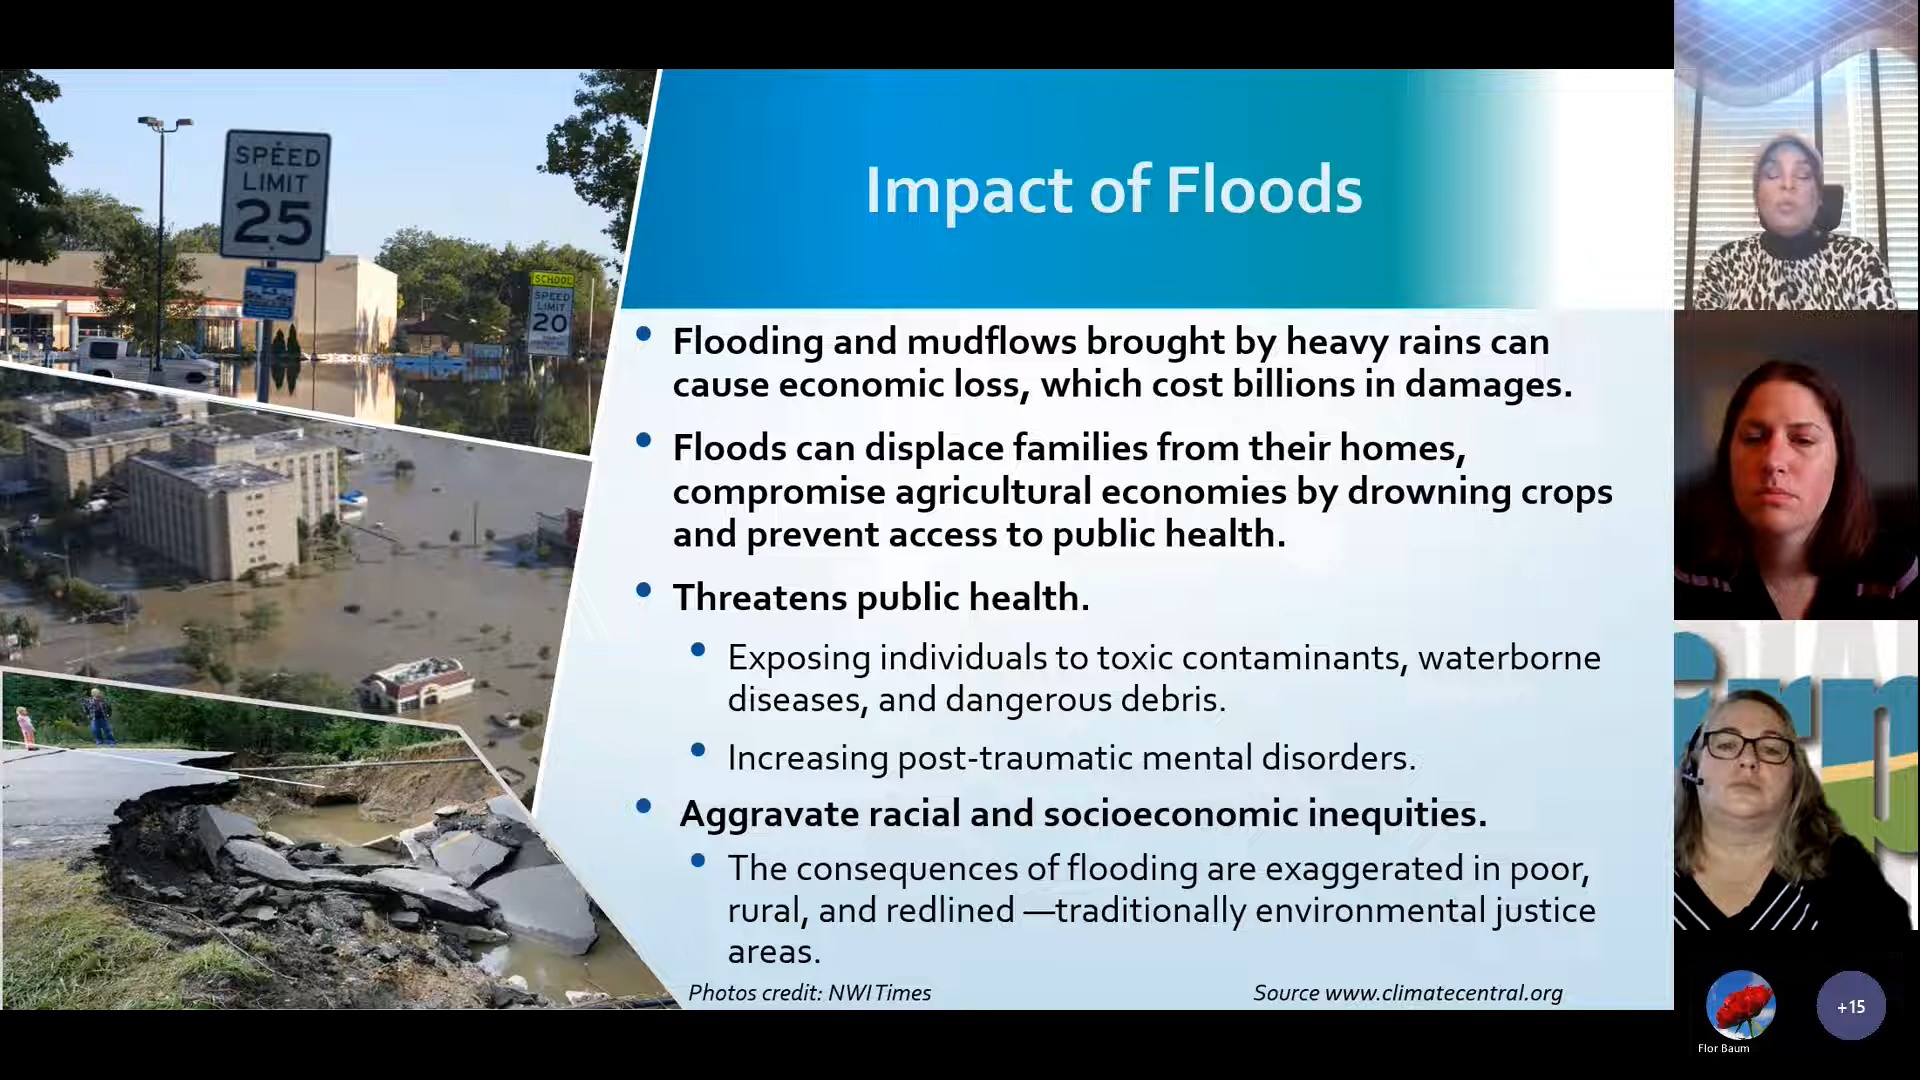 SPEED
LIMIT
25
SCHOOL
SPEED
LIMIT
20
Impact of Floods
Flooding and mudflows brought by heavy rains can
cause economic loss, which cost billions in damages.
Floods can displace families from their homes,
compromise agricultural economies by drowning crops
and prevent access to public health.
Threatens public health.
Exposing individuals to toxic contaminants, waterborne
diseases, and dangerous debris.
Increasing post-traumatic mental disorders.
Aggravate racial and socioeconomic inequities.
The consequences of flooding are exaggerated in poor,
rural, and redlined —traditionally environmental justice
areas.
Photos credit: NWI Times
Source www.climatecentral.org
+15
Flor Baum